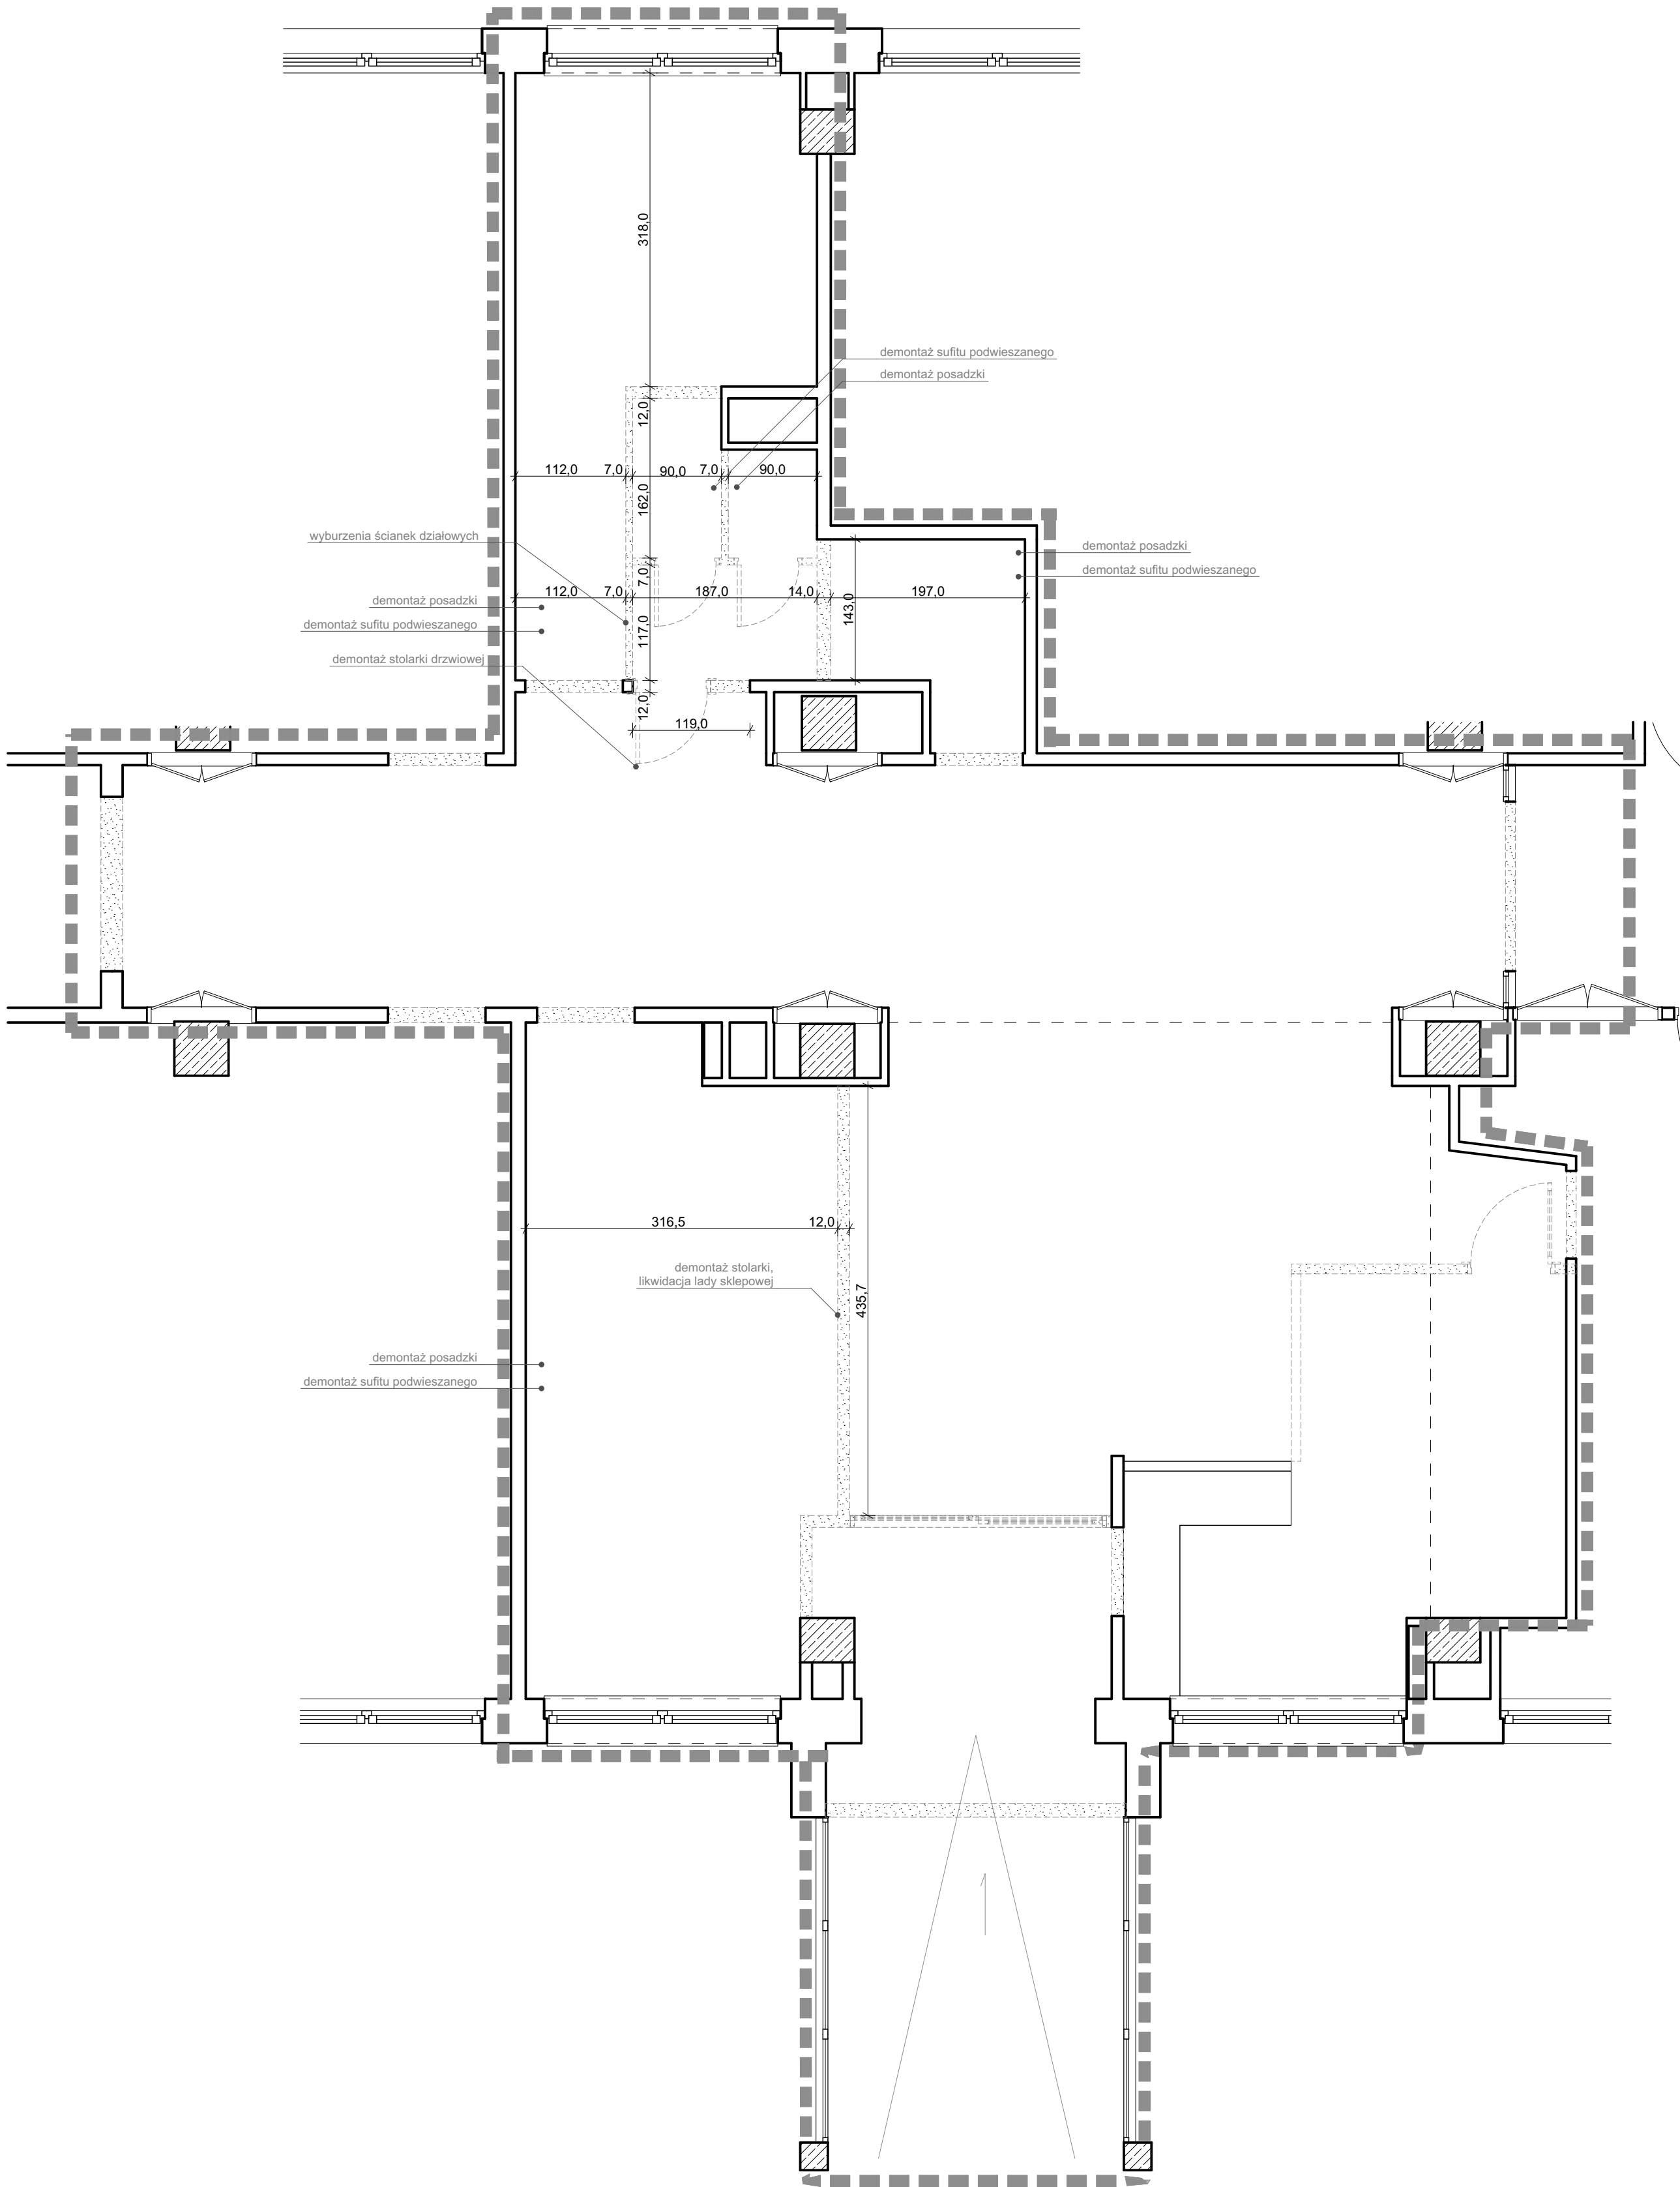 318,0
demontaż sufitu podwieszanego
demontaż posadzki
12,0
112,0 7,0 90,0 7,0 90,0
162,0
wyburzenia ścianek działowych
demontaż posadzki
demontaż sufitu podwieszanego
7,0
112,0 7,0 187,0 14,0 197,0
demontaż posadzki
demontaż sufitu podwieszanego
117,0
143,0
demontaż stolarki drzwiowej
12,0
119,0
316,5 12,0
demontaż stolarki,
likwidacja lady sklepowej
435,7
demontaż posadzki
demontaż sufitu podwieszanego